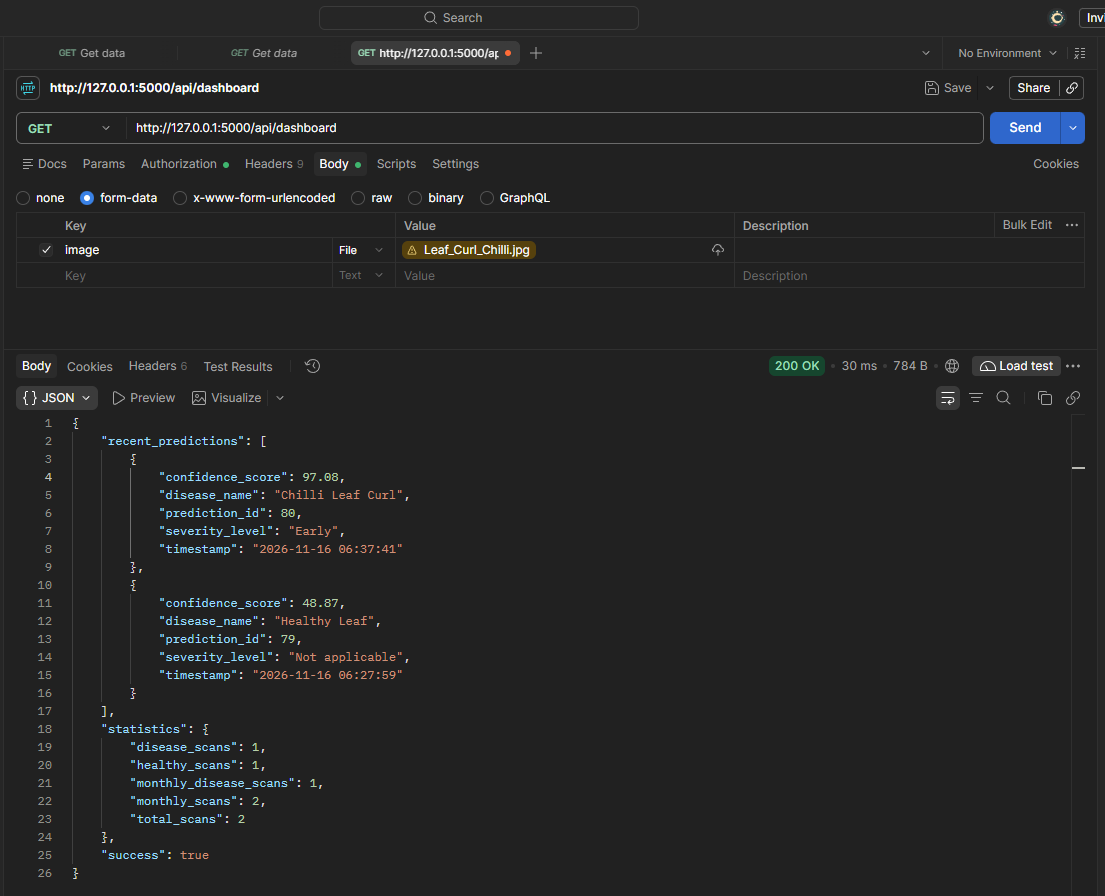 Search
Invi
GET Get data
GET Get data
GET http://127.0.0.1:5000/ap
No Environment
HTTP http://127.0.0.1:5000/api/dashboard
Save
Share
GET
http://127.0.0.1:5000/api/dashboard
Send
Docs Params Authorization Headers 9 Body Scripts Settings
Cookies
none form-data x-www-form-urlencoded raw binary GraphQL
Key Value Description Bulk Edit
image File Leaf_Curl_Chilli.jpg
Key Text Value Description
Body Cookies Headers 6 Test Results
200 OK 30 ms 784 B Load test
{} JSON Preview Visualize
1 {
2 "recent_predictions": [
3 {
4 "confidence_score": 97.08,
5 "disease_name": "Chilli Leaf Curl",
6 "prediction_id": 80,
7 "severity_level": "Early",
8 "timestamp": "2026-11-16 06:37:41"
9 },
10 {
11 "confidence_score": 48.87,
12 "disease_name": "Healthy Leaf",
13 "prediction_id": 79,
14 "severity_level": "Not applicable",
15 "timestamp": "2026-11-16 06:27:59"
16 }
17 ],
18 "statistics": {
19 "disease_scans": 1,
20 "healthy_scans": 1,
21 "monthly_disease_scans": 1,
22 "monthly_scans": 2,
23 "total_scans": 2
24 },
25 "success": true
26 }